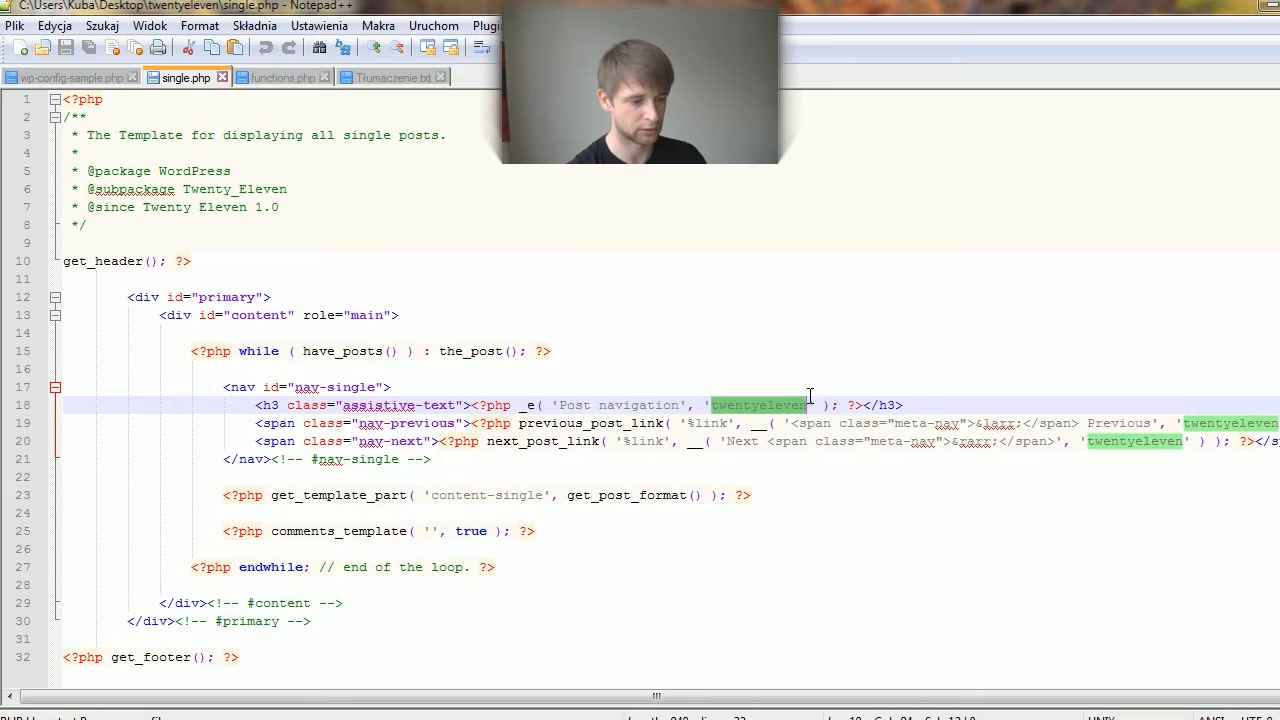 C:\Users\Kuba\Desktop\twentyeleven\single.php - Notepad++
Plik Edycja Szukaj Widok Format Składnia Ustawienia Makra Uruchom Plugin
wp-config-sample.php single.php functions.php Tłumaczenie.txt
1 <?php
2 /**
3 * The Template for displaying all single posts.
4 *
5 * @package WordPress
6 * @subpackage Twenty_Eleven
7 * @since Twenty Eleven 1.0
8 */
9
10 get_header(); ?>
11
12 <div id="primary">
13 <div id="content" role="main">
14
15 <?php while ( have_posts() ) : the_post(); ?>
16
17 <nav id="nav-single">
18 <h3 class="assistive-text"><?php _e( 'Post navigation', 'twentyeleven' ); ?></h3>
19 <span class="nav-previous"><?php previous_post_link( '%link', __( '<span class="meta-nav">&larr;</span> Previous', 'twentyeleven
20 <span class="nav-next"><?php next_post_link( '%link', __( 'Next <span class="meta-nav">&rarr;</span>', 'twentyeleven' ) ); ?></s
21 </nav><!-- #nav-single -->
22
23 <?php get_template_part( 'content-single', get_post_format() ); ?>
24
25 <?php comments_template( '', true ); ?>
26
27 <?php endwhile; // end of the loop. ?>
28
29 </div><!-- #content -->
30 </div><!-- #primary -->
31
32 <?php get_footer(); ?>